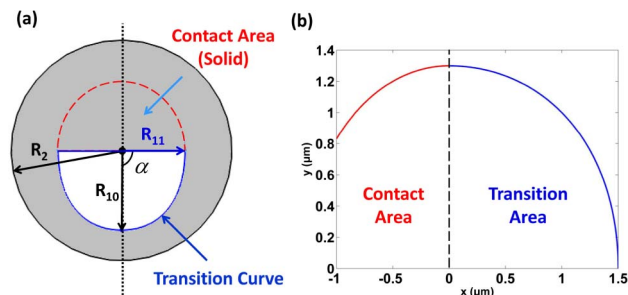 (a)
Contact Area
(Solid)
R2
R11
α
R10
Transition Curve
(b)
y (µm)
1.4
1.2
1
0.8
0.6
0.4
0.2
0
Contact
Area
Transition
Area
-1
-0.5
0
0.5
1
1.5
x (µm)